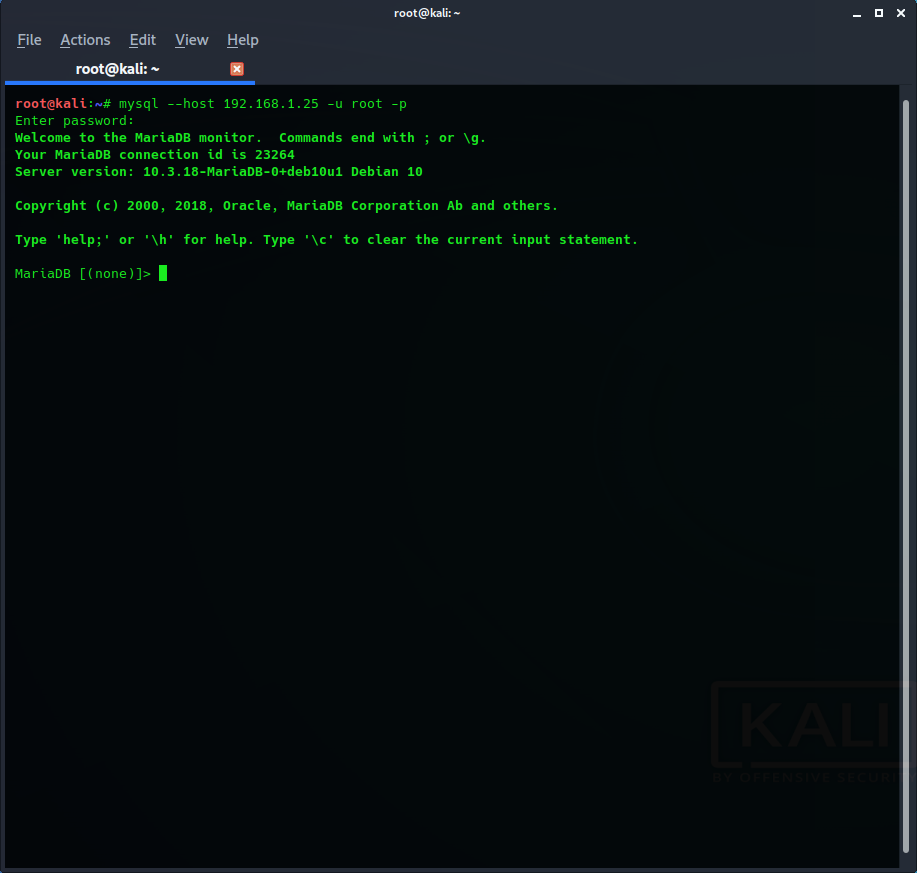 root@kali: ~
File Actions Edit View Help
root@kali: ~
root@kali:~# mysql --host 192.168.1.25 -u root -p
Enter password:
Welcome to the MariaDB monitor.  Commands end with ; or \g.
Your MariaDB connection id is 23264
Server version: 10.3.18-MariaDB-0+deb10u1 Debian 10
Copyright (c) 2000, 2018, Oracle, MariaDB Corporation Ab and others.
Type 'help;' or '\h' for help. Type '\c' to clear the current input statement.
MariaDB [(none)]>
KALI
BY OFFENSIVE SECURI